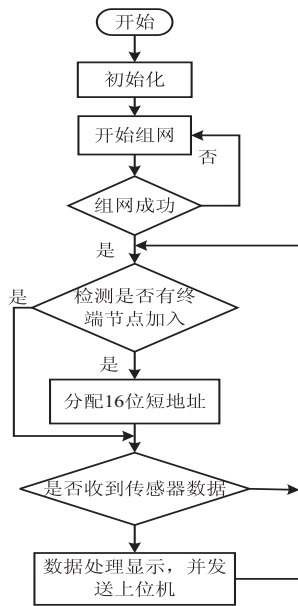 开始
初始化
开始组网
否
组网成功
是
检测是否有终
端节点加入
是
是
分配16位短地址
是否收到传感器数据
数据处理显示，并发
送上位机